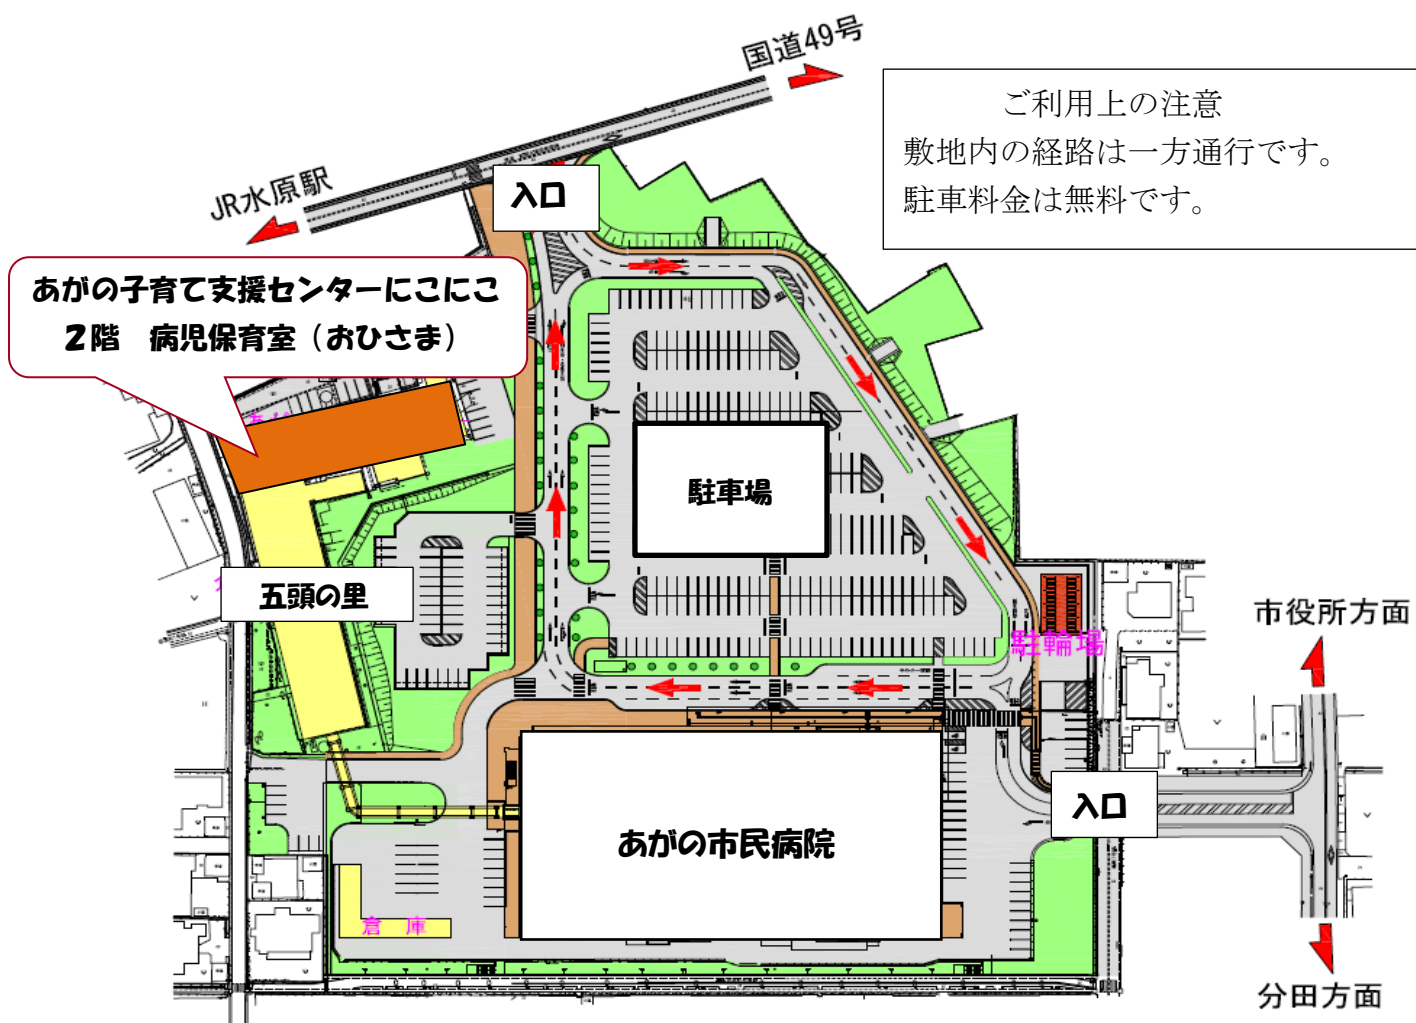 国道49号
ご利用上の注意
敷地内の経路は一方通行です。
駐車料金は無料です。
JR水原駅
入口
あがの子育て支援センターにこにこ
２階　病児保育室（おひさま）
駐車場
五頭の里
駐輪場
市役所方面
入口
あがの市民病院
倉庫
分田方面